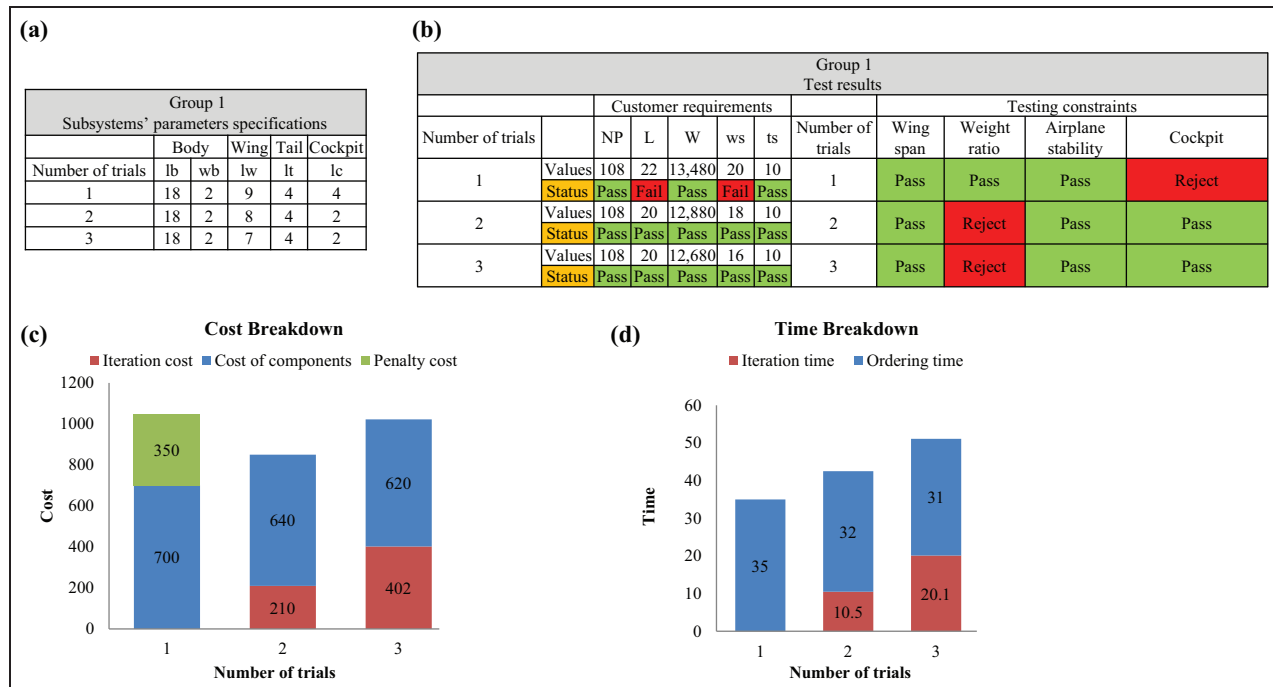 (a)
Group 1
Subsystems' parameters specifications
Body Wing Tail Cockpit
Number of trials lb wb lw lt lc
1 18 2 9 4 4
2 18 2 8 4 2
3 18 2 7 4 2
(b)
Group 1
Test results
Customer requirements Testing constraints
Number of trials NP L W ws ts Number of trials Wing span Weight ratio Airplane stability Cockpit
1 Values 108 22 13,480 20 10 1 Pass Pass Pass Reject
Status Pass Fail Pass Fail Pass
2 Values 108 20 12,880 18 10 2 Pass Reject Pass Pass
Status Pass Pass Pass Pass Pass
3 Values 108 20 12,680 16 10 3 Pass Reject Pass Pass
Status Pass Pass Pass Pass Pass
(c)
Cost Breakdown
Iteration cost Cost of components Penalty cost
1200
1000
800
600
400
200
0
Cost
350
700
640
210
620
402
1 2 3
Number of trials
(d)
Time Breakdown
Iteration time Ordering time
60
50
40
30
20
10
0
Time
35
32
10.5
31
20.1
1 2 3
Number of trials